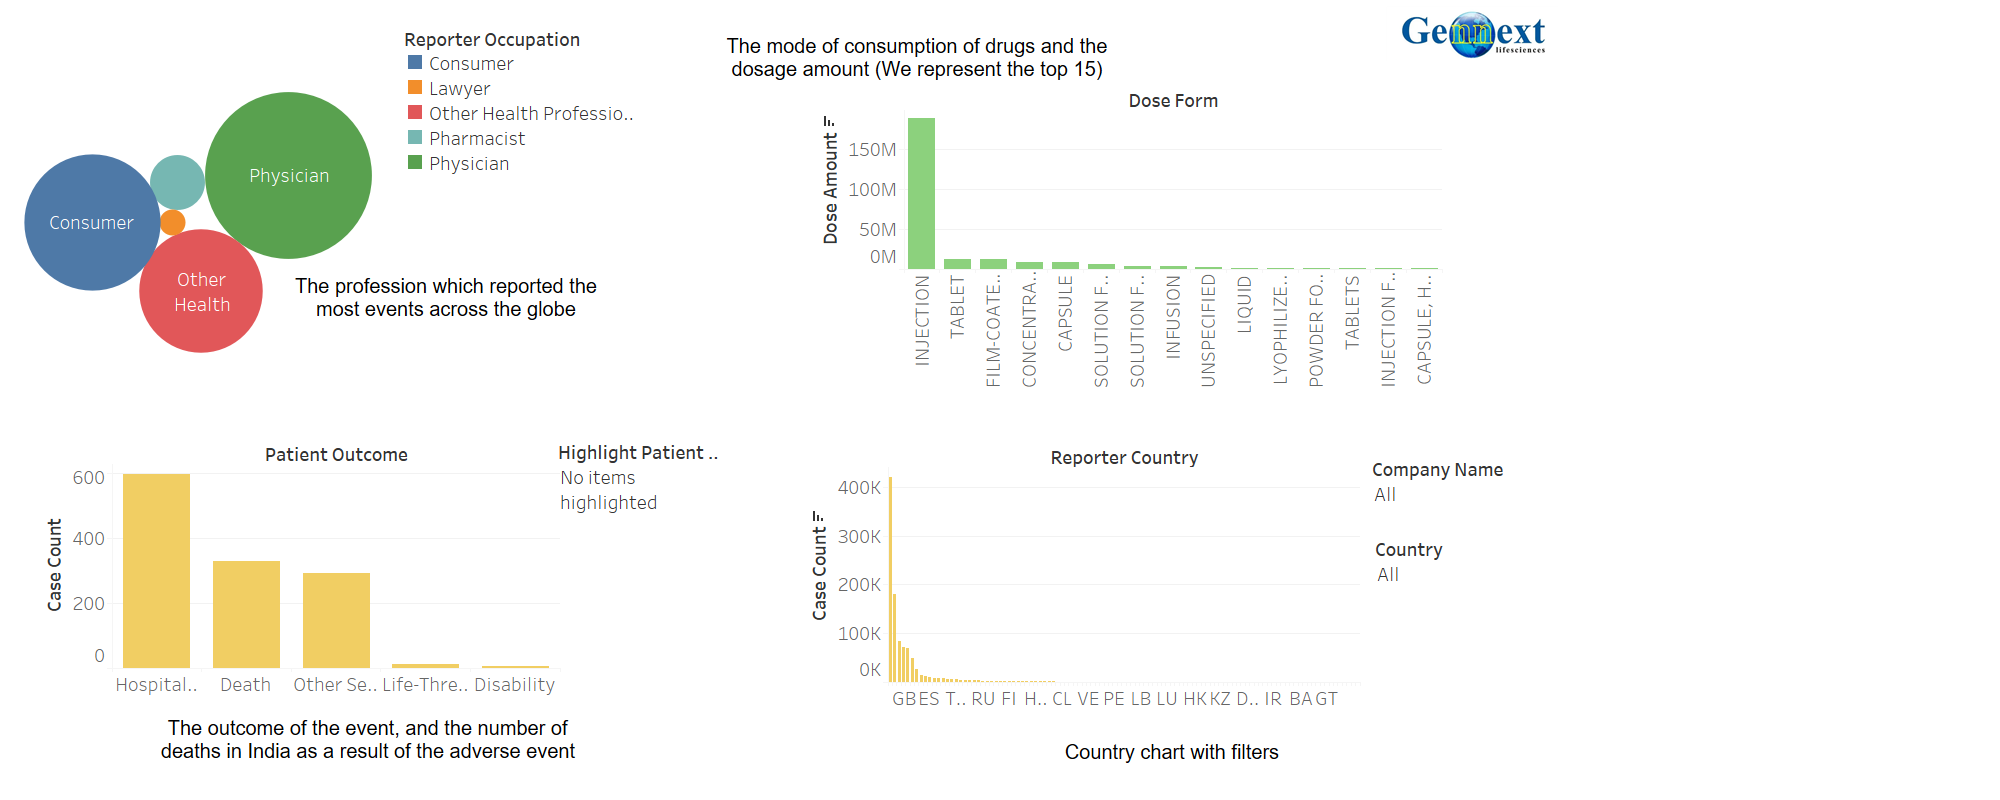 Reporter Occupation
Consumer
Lawyer
Other Health Professio..
Pharmacist
Physician
Physician
Consumer
Other
Health
The profession which reported the
most events across the globe
The mode of consumption of drugs and the
dosage amount (We represent the top 15)
Gennext
lifesciences
Dose Form
Dose Amount
150M
100M
50M
0M
INJECTION
TABLET
FILM-COATE..
CONCENTRA..
CAPSULE
SOLUTION F..
SOLUTION F..
INFUSION
UNSPECIFIED
LIQUID
LYOPHILIZE..
POWDER FO..
TABLETS
INJECTION F..
CAPSULE, H..
Patient Outcome
Case Count
600
400
200
0
Hospital.. Death Other Se.. Life-Thre.. Disability
Highlight Patient ..
No items
highlighted
The outcome of the event, and the number of
deaths in India as a result of the adverse event
Reporter Country
Case Count
400K
300K
200K
100K
0K
GB ES T.. RU FI H.. CL VE PE LB LU HK KZ D.. IR BA GT
Company Name
All
Country
All
Country chart with filters